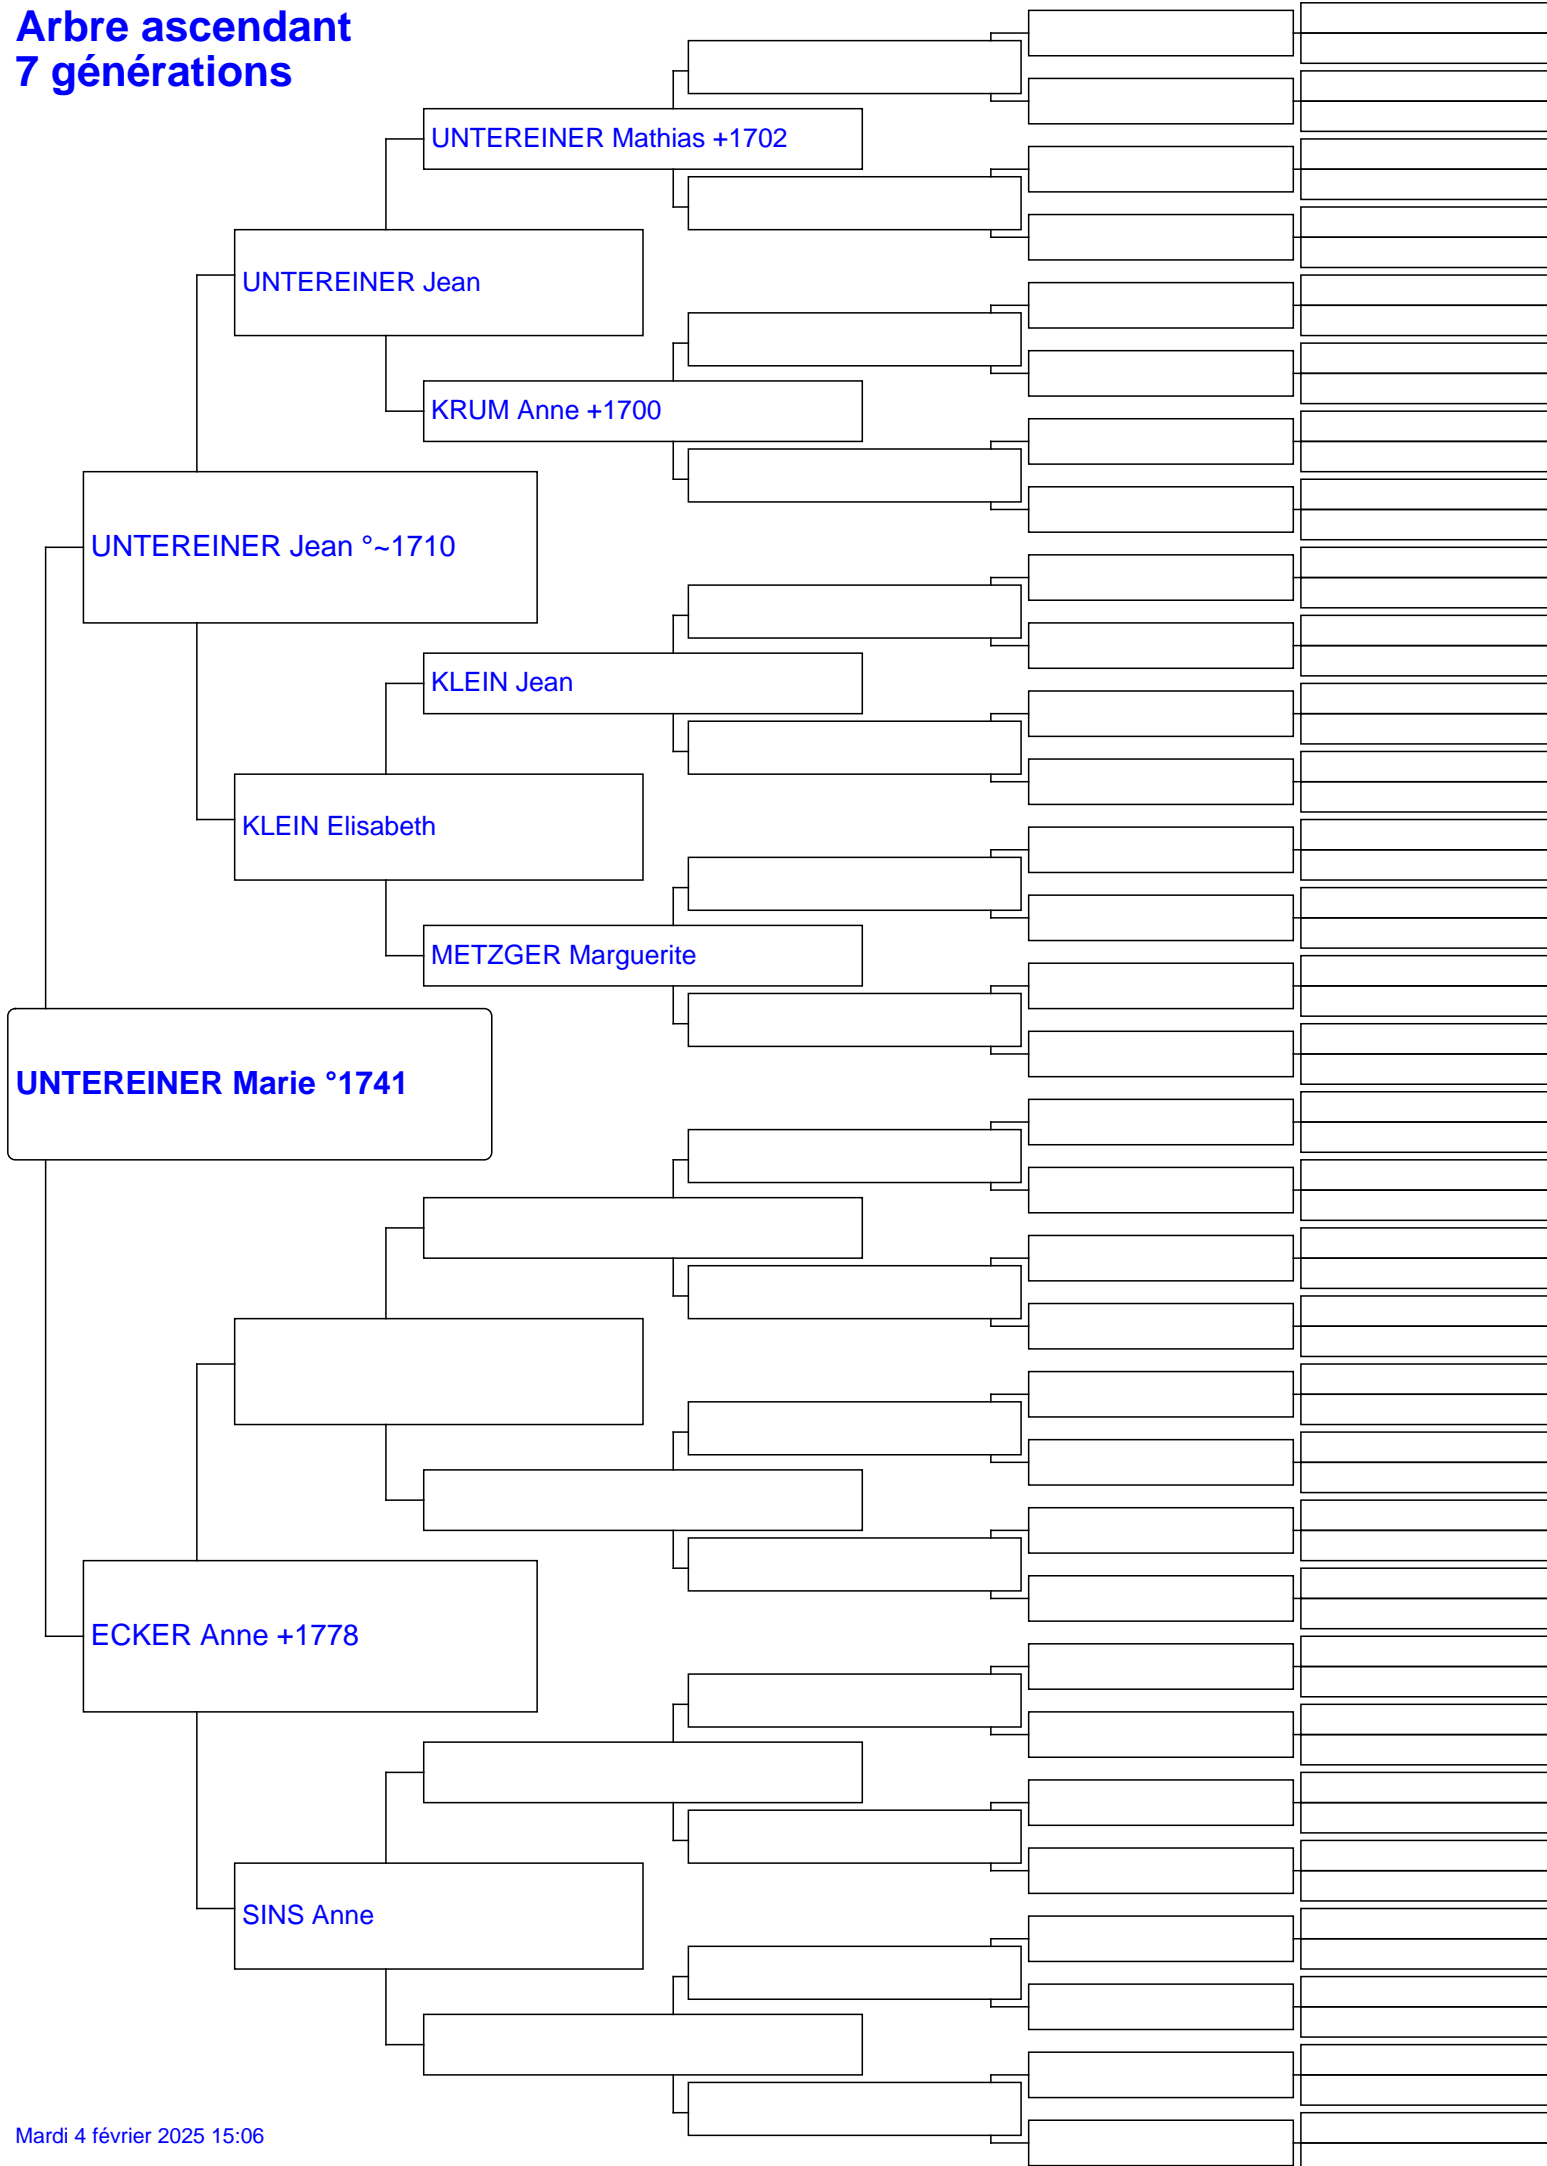 Arbre ascendant
7 générations
UNTEREINER Mathias +1702
UNTEREINER Jean
KRUM Anne +1700
UNTEREINER Jean °~1710
KLEIN Jean
KLEIN Elisabeth
METZGER Marguerite
UNTEREINER Marie °1741
ECKER Anne +1778
SINS Anne
Mardi 4 février 2025 15:06